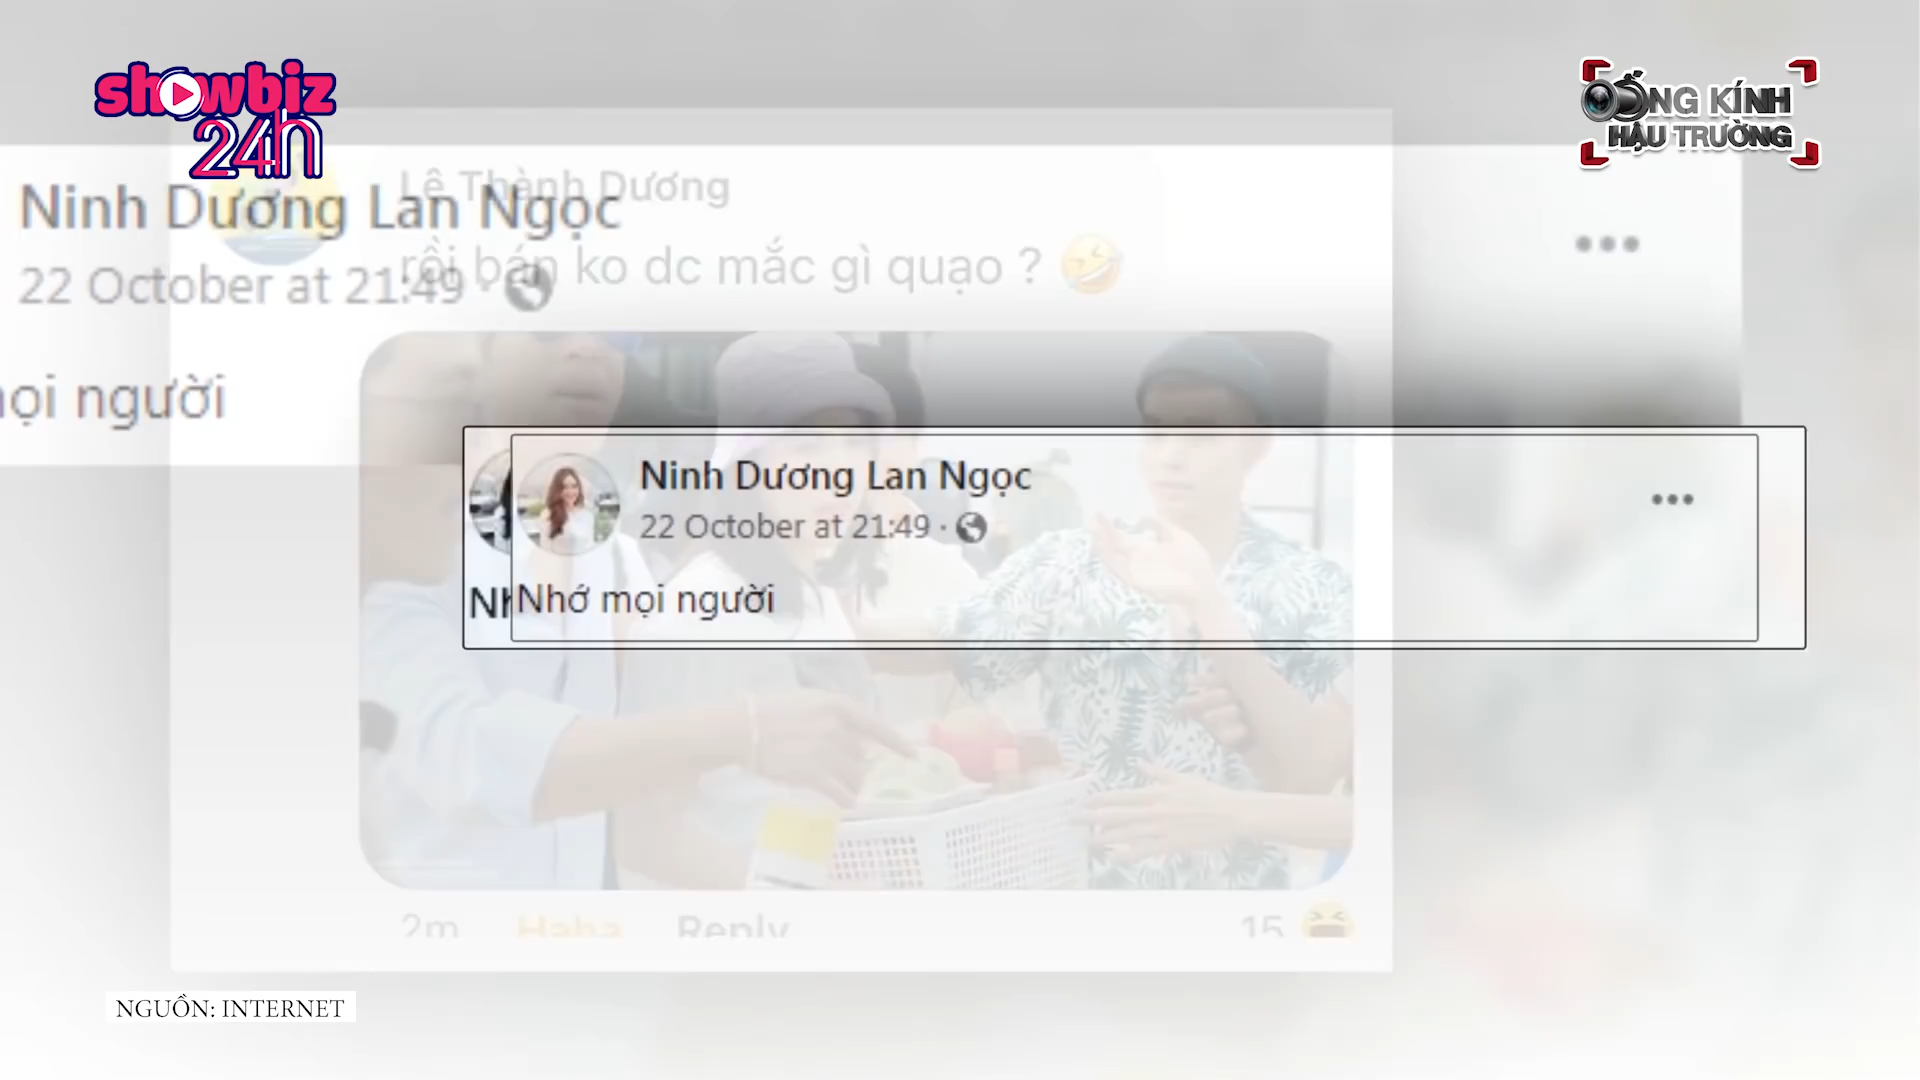 showbiz
24h
ỐNG KÍNH
HẬU TRƯỜNG
Lê Thành Dương
rồi bán ko dc mắc gì quạo ? 🤣
Ninh Dương Lan Ngọc
22 October at 21:49 ·
mọi người
Ninh Dương Lan Ngọc
22 October at 21:49 ·
Nhớ mọi người
2m Haha Reply 15
NGUỒN: INTERNET